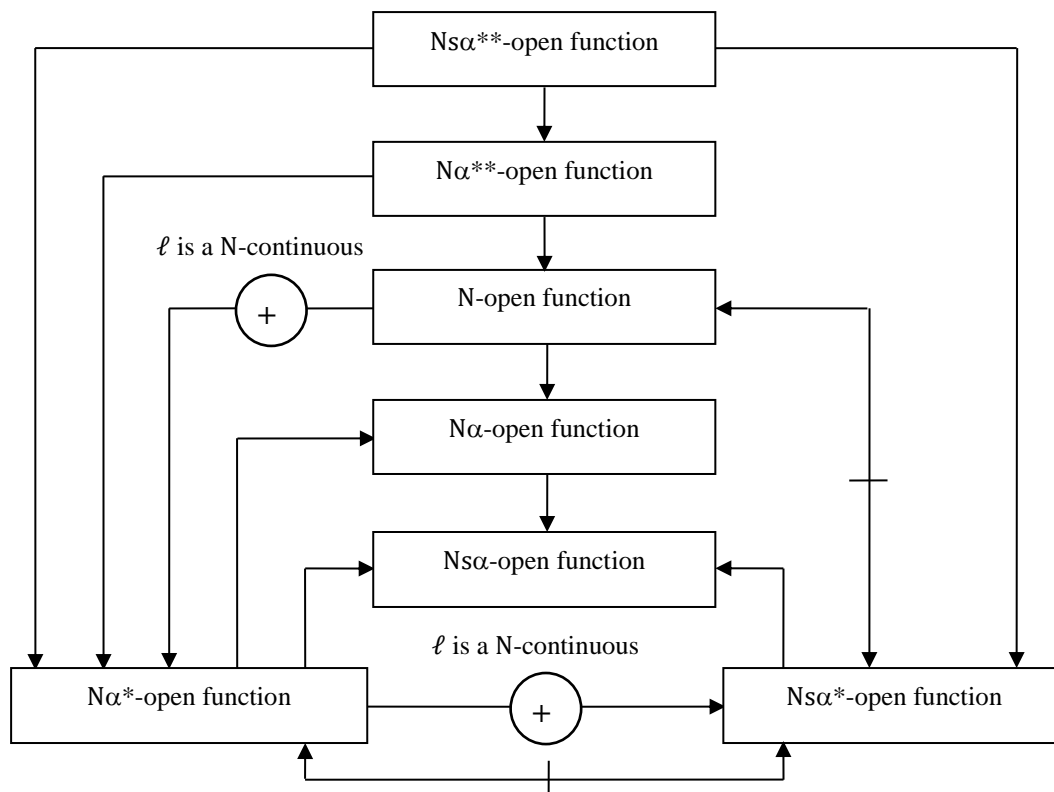 Nsα**-open function
Nα**-open function
ℓ is a N-continuous
+
N-open function
Nα-open function
Nsα-open function
ℓ is a N-continuous
Nα*-open function
+
Nsα*-open function